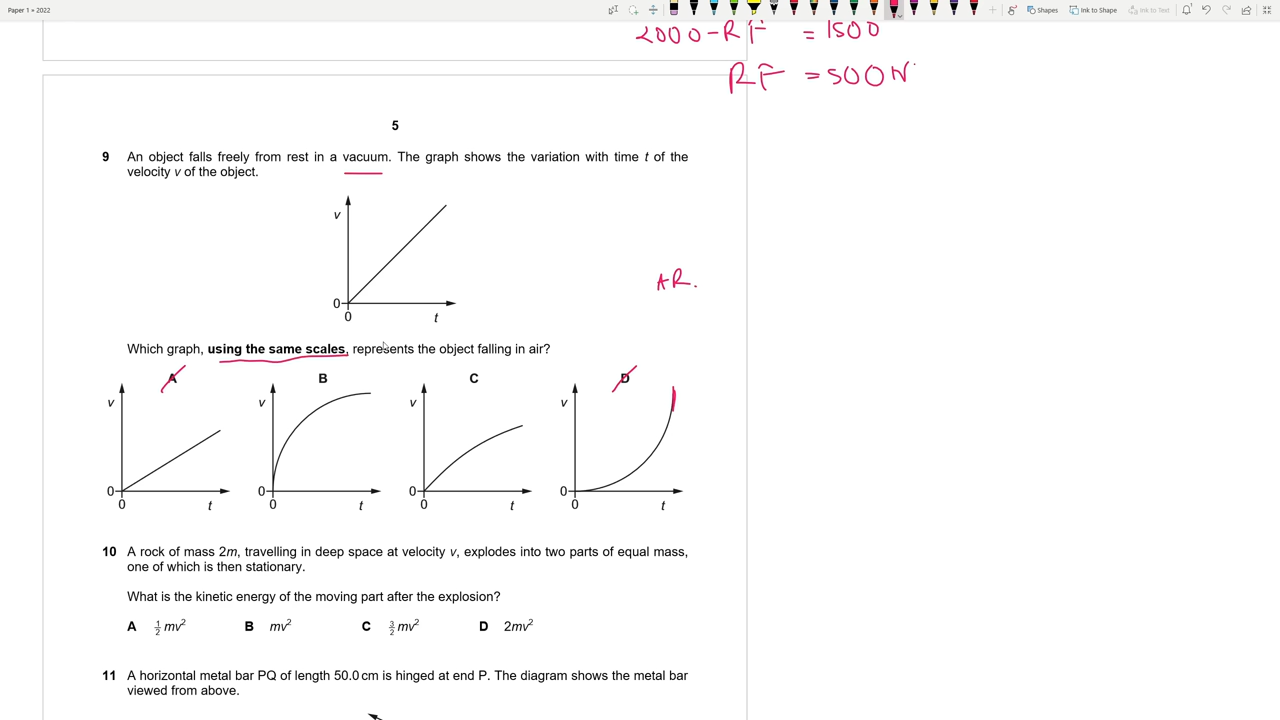 Paper 1 • 2022
Shapes
Ink to Shape
Ink to Text
2000 - RF = 1500
RF = 500N
5
9 An object falls freely from rest in a vacuum. The graph shows the variation with time t of the
velocity v of the object.
v
0
0
t
AR.
Which graph, using the same scales, represents the object falling in air?
A B C D
v v v v
0 0 0 0
0 t 0 t 0 t 0 t
10 A rock of mass 2m, travelling in deep space at velocity v, explodes into two parts of equal mass,
one of which is then stationary.
What is the kinetic energy of the moving part after the explosion?
A ½mv² B mv² C 3/2 mv² D 2mv²
11 A horizontal metal bar PQ of length 50.0 cm is hinged at end P. The diagram shows the metal bar
viewed from above.